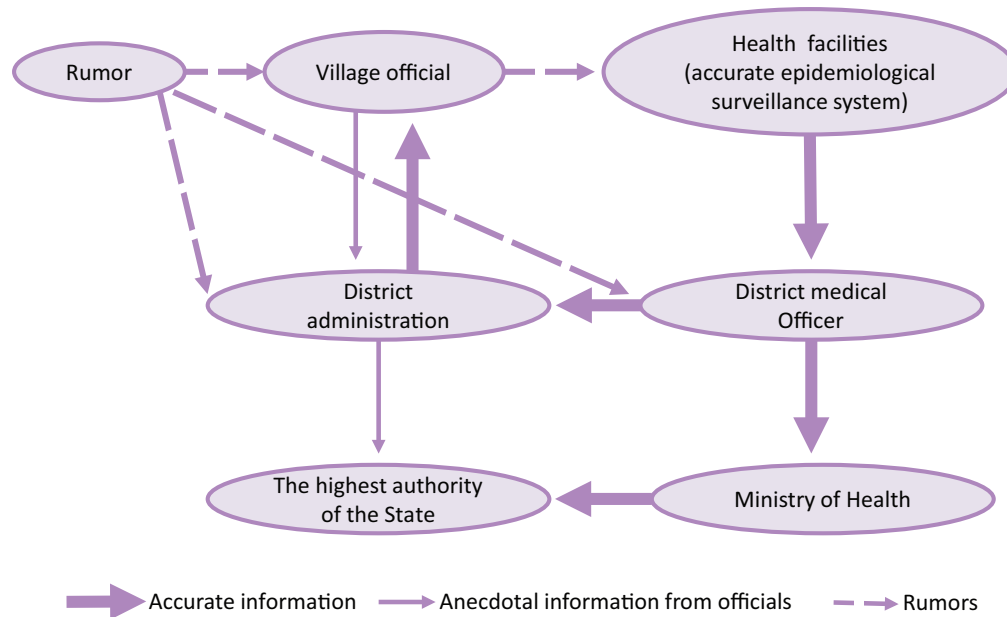 Rumor
Village official
Health facilities
(accurate epidemiological
surveillance system)
District
administration
District medical
Officer
The highest authority
of the State
Ministry of Health
Accurate information
Anecdotal information from officials
Rumors